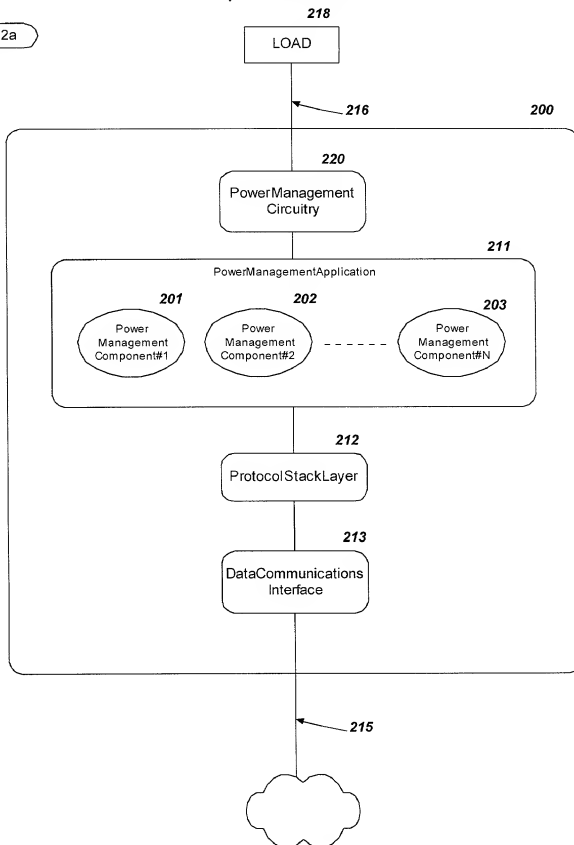 218
2a
LOAD
216
200
220
PowerManagement
Circuitry
211
PowerManagementApplication
201
202
203
Power
Management
Component#1
Power
Management
Component#2
Power
Management
Component#N
212
ProtocolStackLayer
213
DataCommunications
Interface
215